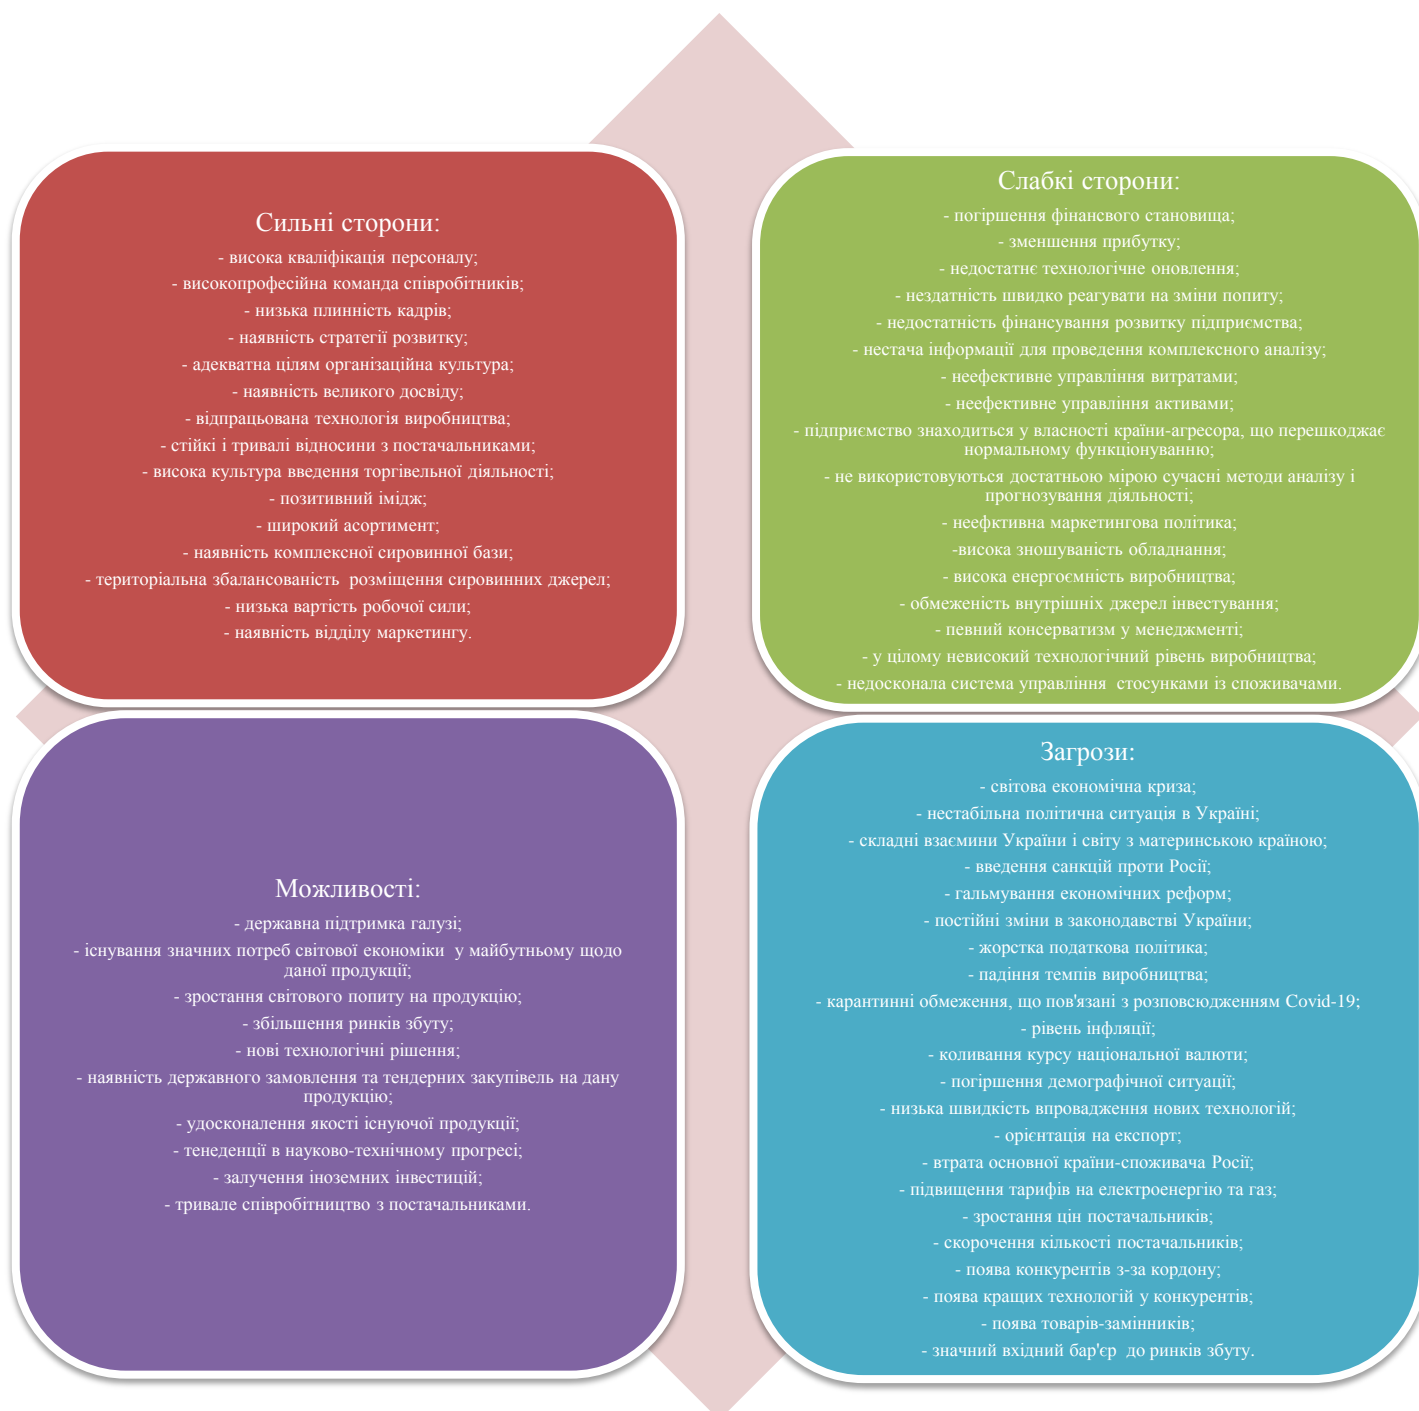 Сильні сторони:
- висока кваліфікація персоналу;
- високопрофесійна команда співробітників;
- низька плинність кадрів;
- наявність стратегії розвитку;
- адекватна цілям організаційна культура;
- наявність великого досвіду;
- відпрацьована технологія виробництва;
- стійкі і тривалі відносини з постачальниками;
- висока культура введення торгівельної діяльності;
- позитивний імідж;
- широкий асортимент;
- наявність комплексної сировинної бази;
- територіальна збалансованість розміщення сировинних джерел;
- низька вартість робочої сили;
- наявність відділу маркетингу.
Слабкі сторони:
- погіршення фінансвого становища;
- зменшення прибутку;
- недостатнє технологічне оновлення;
- нездатність швидко реагувати на зміни попиту;
- недостатність фінансування розвитку підприємства;
- нестача інформації для проведення комплексного аналізу;
- неефективне управління витратами;
- неефективне управління активами;
- підприємство знаходиться у власності країни-агресора, що перешкоджає
нормальному функціонуванню;
- не використовуються достатньою мірою сучасні методи аналізу і
прогнозування діяльності;
- неефктивна маркетингова політика;
-висока зношуваність обладнання;
- висока енергоємність виробництва;
- обмеженість внутрішніх джерел інвестування;
- певний консерватизм у менеджменті;
- у цілому невисокий технологічний рівень виробництва;
- недосконала система управління стосунками із споживачами.
Можливості:
- державна підтримка галузі;
- існування значних потреб світової економіки у майбутньому щодо
даної продукції;
- зростання світового попиту на продукцію;
- збільшення ринків збуту;
- нові технологічні рішення;
- наявність державного замовлення та тендерних закупівель на дану
продукцію;
- удосконалення якості існуючої продукції;
- тенеденції в науково-технічному прогресі;
- залучення іноземних інвестицій;
- тривале співробітництво з постачальниками.
Загрози:
- світова економічна криза;
- нестабільна політична ситуація в Україні;
- складні взаємини України і світу з материнською країною;
- введення санкцій проти Росії;
- гальмування економічних реформ;
- постійні зміни в законодавстві України;
- жорстка податкова політика;
- падіння темпів виробництва;
- карантинні обмеження, що пов'язані з розповсюдженням Covid-19;
- рівень інфляції;
- коливання курсу національної валюти;
- погіршення демографічної ситуації;
- низька швидкість впровадження нових технологій;
- орієнтація на експорт;
- втрата основної країни-споживача Росії;
- підвищення тарифів на електроенергію та газ;
- зростання цін постачальників;
- скорочення кількості постачальників;
- поява конкурентів з-за кордону;
- поява кращих технологій у конкурентів;
- поява товарів-замінників;
- значний вхідний бар'єр до ринків збуту.